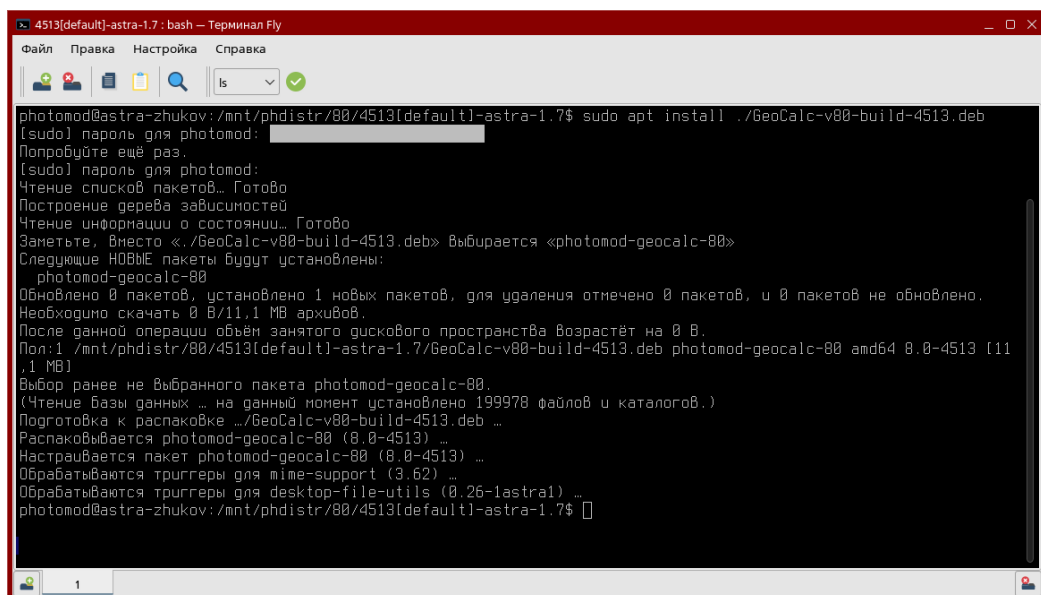 4513[default]-astra-1.7 : bash — Терминал Fly
Файл Правка Настройка Справка
ls
photomod@astra-zhukov:/mnt/phdistr/80/4513[default]-astra-1.7$ sudo apt install ./GeoCalc-v80-build-4513.deb
[sudo] пароль для photomod:
Попробуйте ещё раз.
[sudo] пароль для photomod:
Чтение списков пакетов… Готово
Построение дерева зависимостей
Чтение информации о состоянии… Готово
Заметьте, вместо «./GeoCalc-v80-build-4513.deb» выбирается «photomod-geocalc-80»
Следующие НОВЫЕ пакеты будут установлены:
photomod-geocalc-80
Обновлено 0 пакетов, установлено 1 новых пакетов, для удаления отмечено 0 пакетов, и 0 пакетов не обновлено.
Необходимо скачать 0 B/11,1 MB архивов.
После данной операции объём занятого дискового пространства возрастёт на 0 B.
Пол:1 /mnt/phdistr/80/4513[default]-astra-1.7/GeoCalc-v80-build-4513.deb photomod-geocalc-80 amd64 8.0-4513 [11
,1 MB]
Выбор ранее не выбранного пакета photomod-geocalc-80.
(Чтение базы данных … на данный момент установлено 199978 файлов и каталогов.)
Подготовка к распаковке …/GeoCalc-v80-build-4513.deb …
Распаковывается photomod-geocalc-80 (8.0-4513) …
Настраивается пакет photomod-geocalc-80 (8.0-4513) …
Обрабатываются триггеры для mime-support (3.62) …
Обрабатываются триггеры для desktop-file-utils (0.26-1astra1) …
photomod@astra-zhukov:/mnt/phdistr/80/4513[default]-astra-1.7$
1